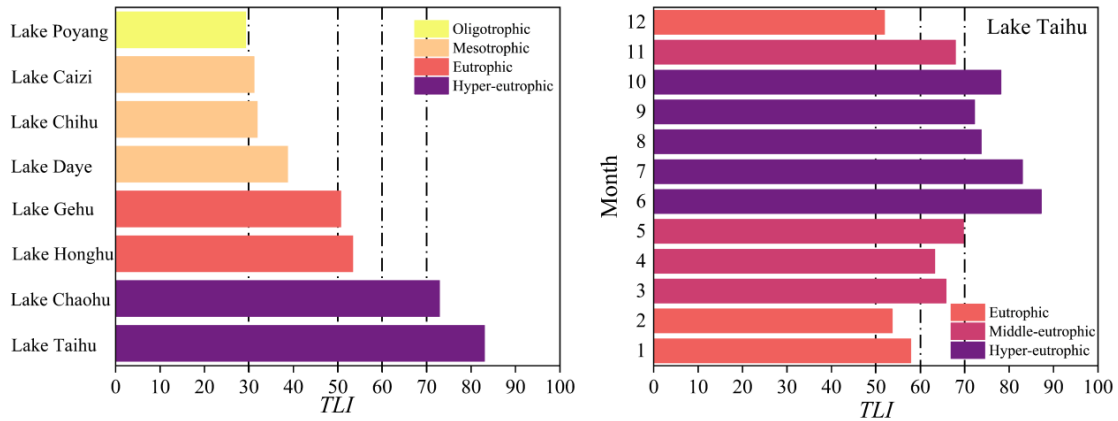 Lake Poyang
Lake Caizi
Lake Chihu
Lake Daye
Lake Gehu
Lake Honghu
Lake Chaohu
Lake Taihu
Oligotrophic
Mesotrophic
Eutrophic
Hyper-eutrophic
0 10 20 30 40 50 60 70 80 90 100
TLI
Lake Taihu
Month
12
11
10
9
8
7
6
5
4
3
2
1
Eutrophic
Middle-eutrophic
Hyper-eutrophic
0 10 20 30 40 50 60 70 80 90 100
TLI